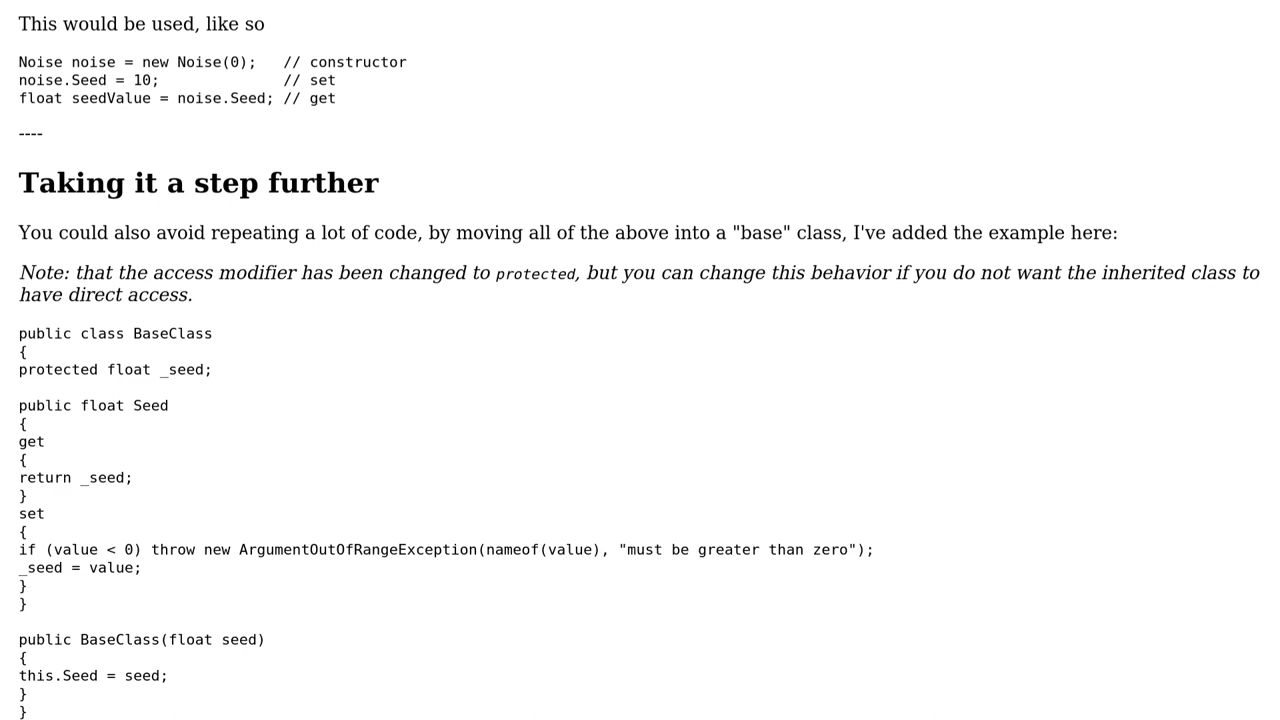 This would be used, like so
Noise noise = new Noise(0);   // constructor
noise.Seed = 10;              // set
float seedValue = noise.Seed; // get
----
Taking it a step further
You could also avoid repeating a lot of code, by moving all of the above into a "base" class, I've added the example here:
Note: that the access modifier has been changed to protected, but you can change this behavior if you do not want the inherited class to
have direct access.
public class BaseClass
{
protected float _seed;
public float Seed
{
get
{
return _seed;
}
set
{
if (value < 0) throw new ArgumentOutOfRangeException(nameof(value), "must be greater than zero");
_seed = value;
}
}
public BaseClass(float seed)
{
this.Seed = seed;
}
}